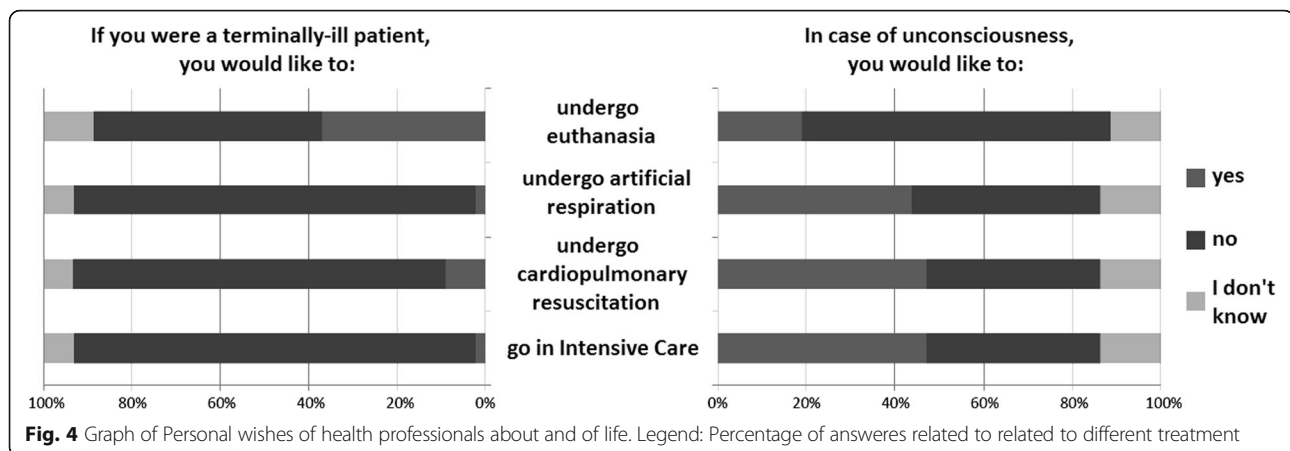 If you were a terminally-ill patient,
you would like to:
In case of unconsciousness,
you would like to:
undergo
euthanasia
undergo artificial
respiration
undergo
cardiopulmonary
resuscitation
go in Intensive Care
100% 80% 60% 40% 20% 0%
0% 20% 40% 60% 80% 100%
yes
no
I don't
know
Fig. 4 Graph of Personal wishes of health professionals about and of life. Legend: Percentage of answeres related to related to different treatment